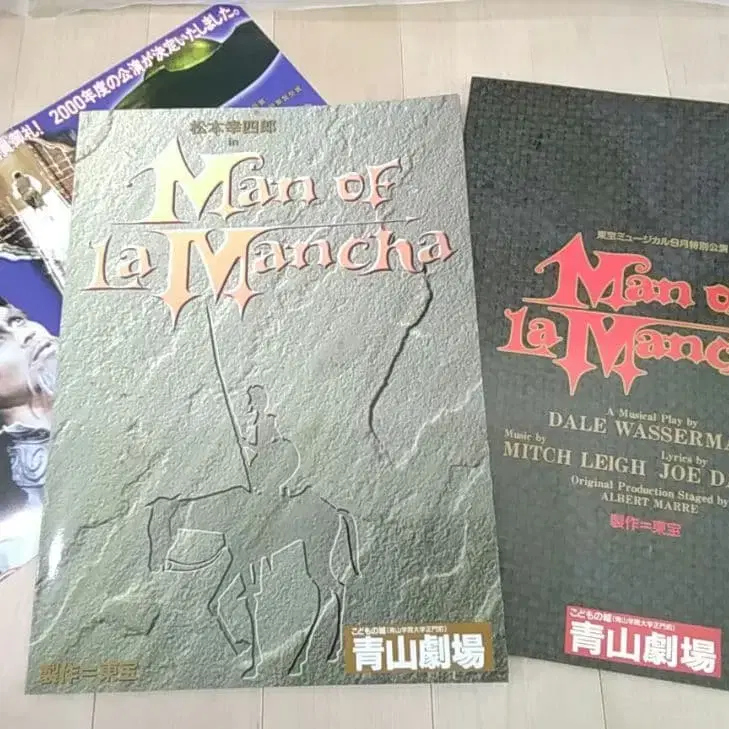 2000年度の公演が決定いたしました。
御礼!
松本幸四郎
in
Man of
la Mancha
こどもの城(青山学院大学正門前)
青山劇場
製作=東宝
東宝ミュージカル9月特別公演
Man of
la Manc
A Musical Play by
DALE WASSERMA
Music by
Lyrics by
MITCH LEIGH JOE DA
Original Production Staged by
ALBERT MARRE
製作=東宝
こどもの城(青山学院大学正門前)
青山劇場